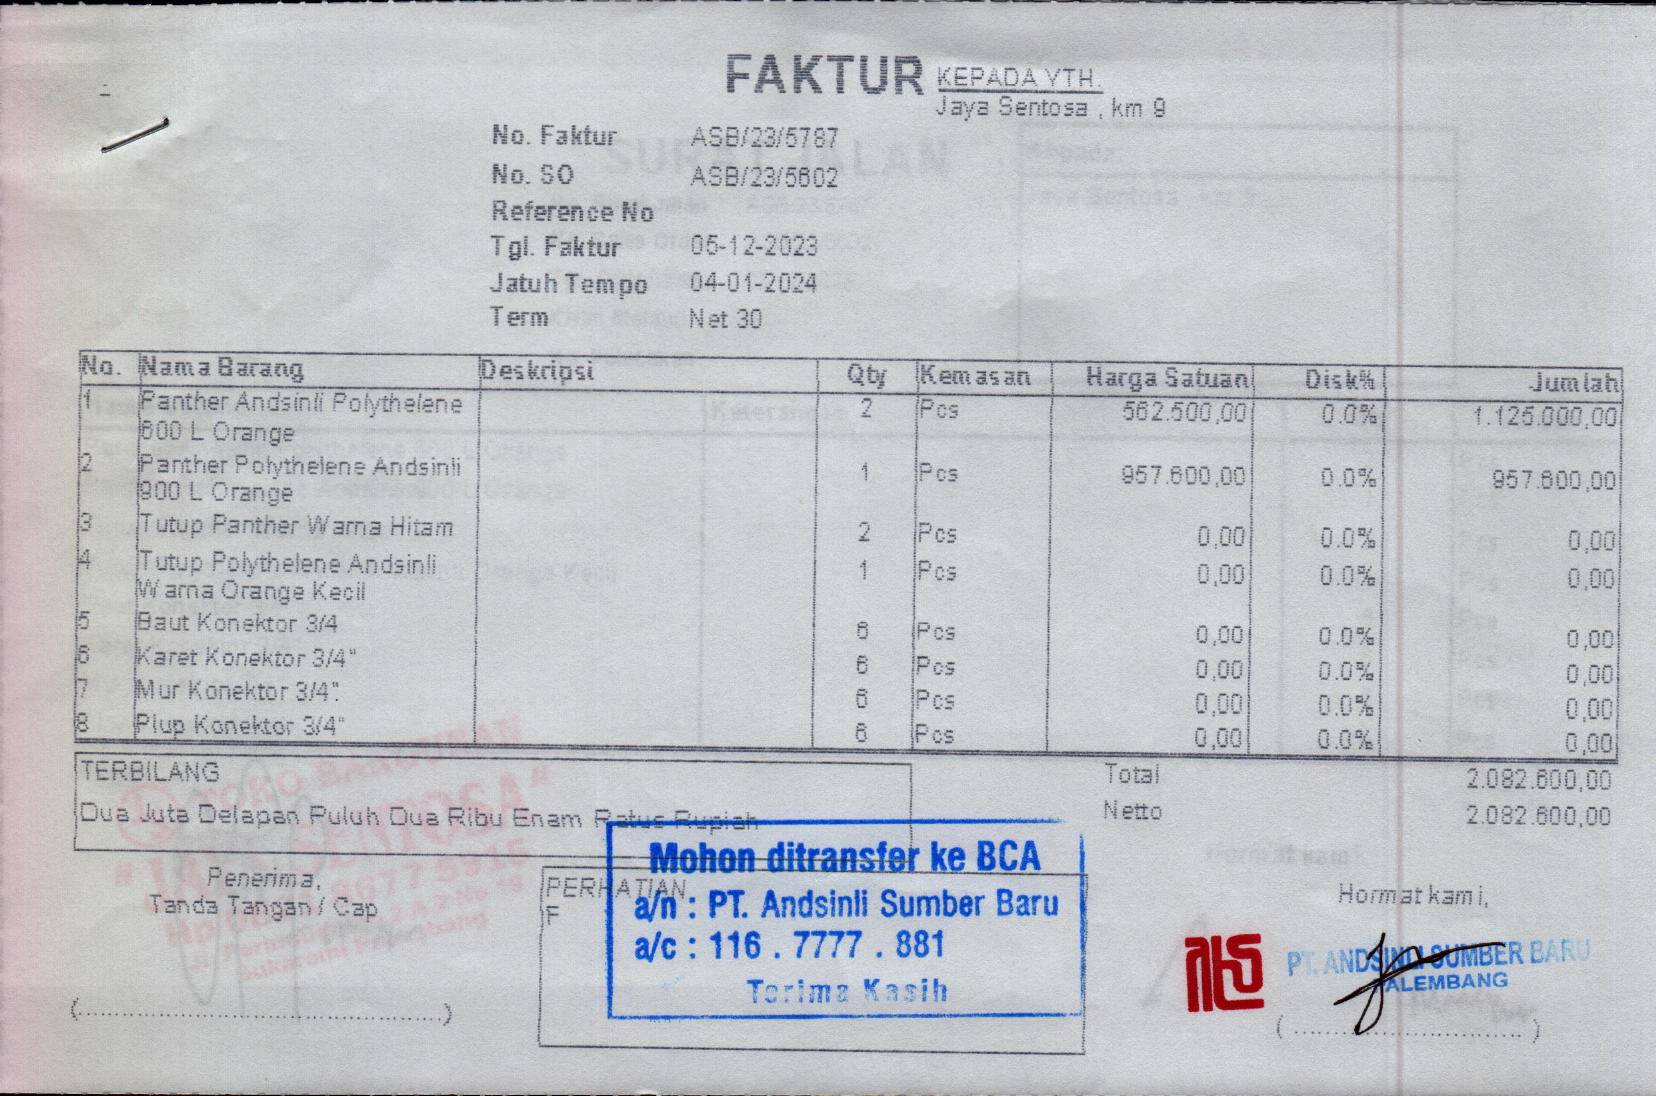 FAKTUR
KEPADA YTH.
Jaya Sentosa , km 9
No. Faktur ASB/23/5787
No. SO ASB/23/5602
Reference No
Tgl. Faktur 05-12-2023
Jatuh Tempo 04-01-2024
Term Net 30
No. Nama Barang Deskripsi Qty Kemasan Harga Satuan Disk% Jumlah
1 Panther Andsinli Polythelene 2 Pcs 562.500,00 0.0% 1.125.000,00
600 L Orange
2 Panther Polythelene Andsinli 1 Pcs 957.600,00 0.0% 957.600,00
900 L Orange
3 Tutup Panther Warna Hitam 2 Pcs 0,00 0.0% 0,00
4 Tutup Polythelene Andsinli 1 Pcs 0,00 0.0% 0,00
Warna Orange Kecil
5 Baut Konektor 3/4 6 Pcs 0,00 0.0% 0,00
6 Karet Konektor 3/4" 6 Pcs 0,00 0.0% 0,00
7 Mur Konektor 3/4". 6 Pcs 0,00 0.0% 0,00
8 Plup Konektor 3/4" 6 Pcs 0,00 0.0% 0,00
TERBILANG
Dua Juta Delapan Puluh Dua Ribu Enam Ratus Rupiah
Total 2.082.600,00
Netto 2.082.600,00
Penerima,
Tanda Tangan / Cap
PERHATIAN
F
Mohon ditransfer ke BCA
a/n : PT. Andsinli Sumber Baru
a/c : 116 . 7777 . 881
Terima Kasih
Hormat kami,
PT. ANDSINLI SUMBER BARU
PALEMBANG
TOKO BANGUNAN
SURAT JALAN
Kepada